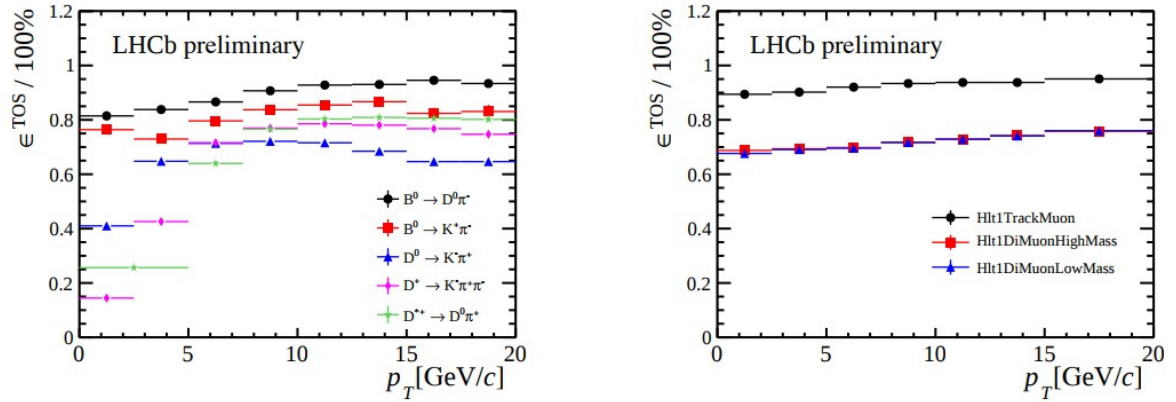 LHCb preliminary
ϵ^TOS / 100%
1.2
1
0.8
0.6
0.4
0.2
0
B⁰ → D⁰π⁻
B⁰ → K⁺π⁻
D⁰ → K⁻π⁺
D⁺ → K⁻π⁺π⁻
D*⁺ → D⁰π⁺
0 5 10 15 20
p_T [GeV/c]
LHCb preliminary
ϵ^TOS / 100%
1.2
1
0.8
0.6
0.4
0.2
0
Hlt1TrackMuon
Hlt1DiMuonHighMass
Hlt1DiMuonLowMass
0 5 10 15 20
p_T [GeV/c]